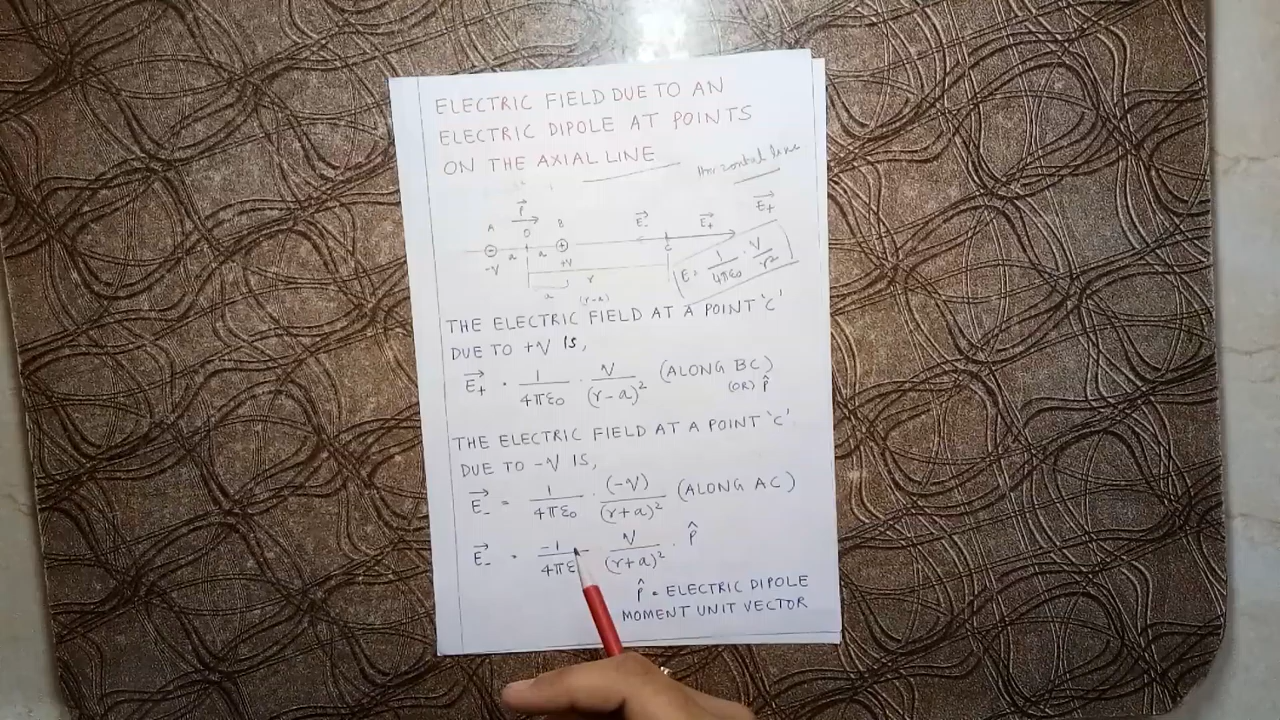 ELECTRIC FIELD DUE TO AN
ELECTRIC DIPOLE AT POINTS
ON THE AXIAL LINE
Horizontal line
A P⃗ O B E⃗₋ E⃗₊ E⃗₊
⊖ a a ⊕ C
-q +q r
a (r-a)
E = 1/4πε₀ · q/r²
THE ELECTRIC FIELD AT A POINT 'C'
DUE TO +q IS,
E⃗₊ = 1/4πε₀ · q/(r-a)² (ALONG BC)
(OR) p̂
THE ELECTRIC FIELD AT A POINT 'C'
DUE TO -q IS,
E⃗₋ = 1/4πε₀ · (-q)/(r+a)² (ALONG AC)
E⃗₋ = -1/4πε q/(r+a)² · p̂
p̂ = ELECTRIC DIPOLE
MOMENT UNIT VECTOR